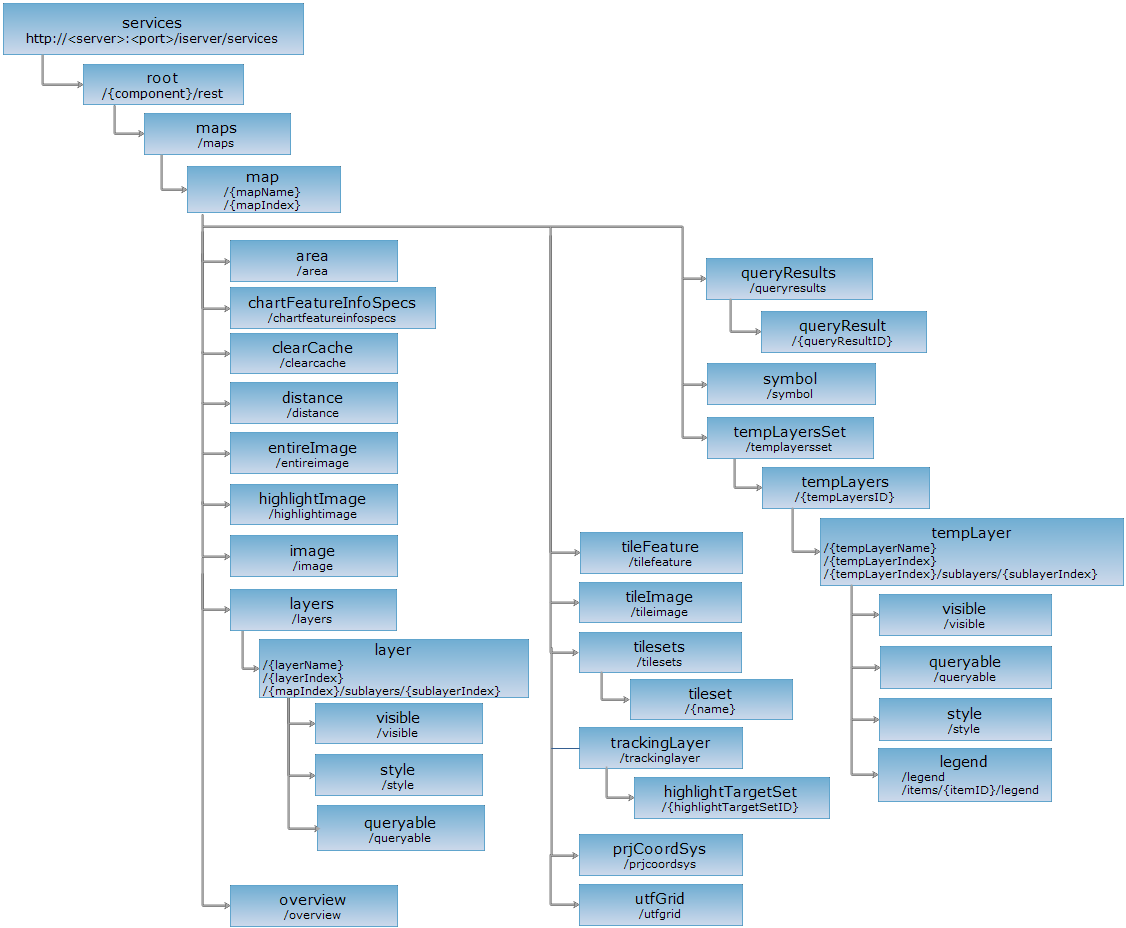 services
http://<server>:<port>/iserver/services
root
/{component}/rest
maps
/maps
map
/{mapName}
/{mapIndex}
area
/area
chartFeatureInfoSpecs
/chartfeatureinfospecs
clearCache
/clearcache
distance
/distance
entireImage
/entireimage
highlightImage
/highlightimage
image
/image
layers
/layers
layer
/{layerName}
/{layerIndex}
/{mapIndex}/sublayers/{sublayerIndex}
visible
/visible
style
/style
queryable
/queryable
overview
/overview
tileFeature
/tilefeature
tileImage
/tileimage
tilesets
/tilesets
tileset
/{name}
trackingLayer
/trackinglayer
highlightTargetSet
/{highlightTargetSetID}
prjCoordSys
/prjcoordsys
utfGrid
/utfgrid
queryResults
/queryresults
queryResult
/{queryResultID}
symbol
/symbol
tempLayersSet
/templayersset
tempLayers
/{tempLayersID}
tempLayer
/{tempLayerName}
/{tempLayerIndex}
/{tempLayerIndex}/sublayers/{sublayerIndex}
visible
/visible
queryable
/queryable
style
/style
legend
/legend
/items/{itemID}/legend